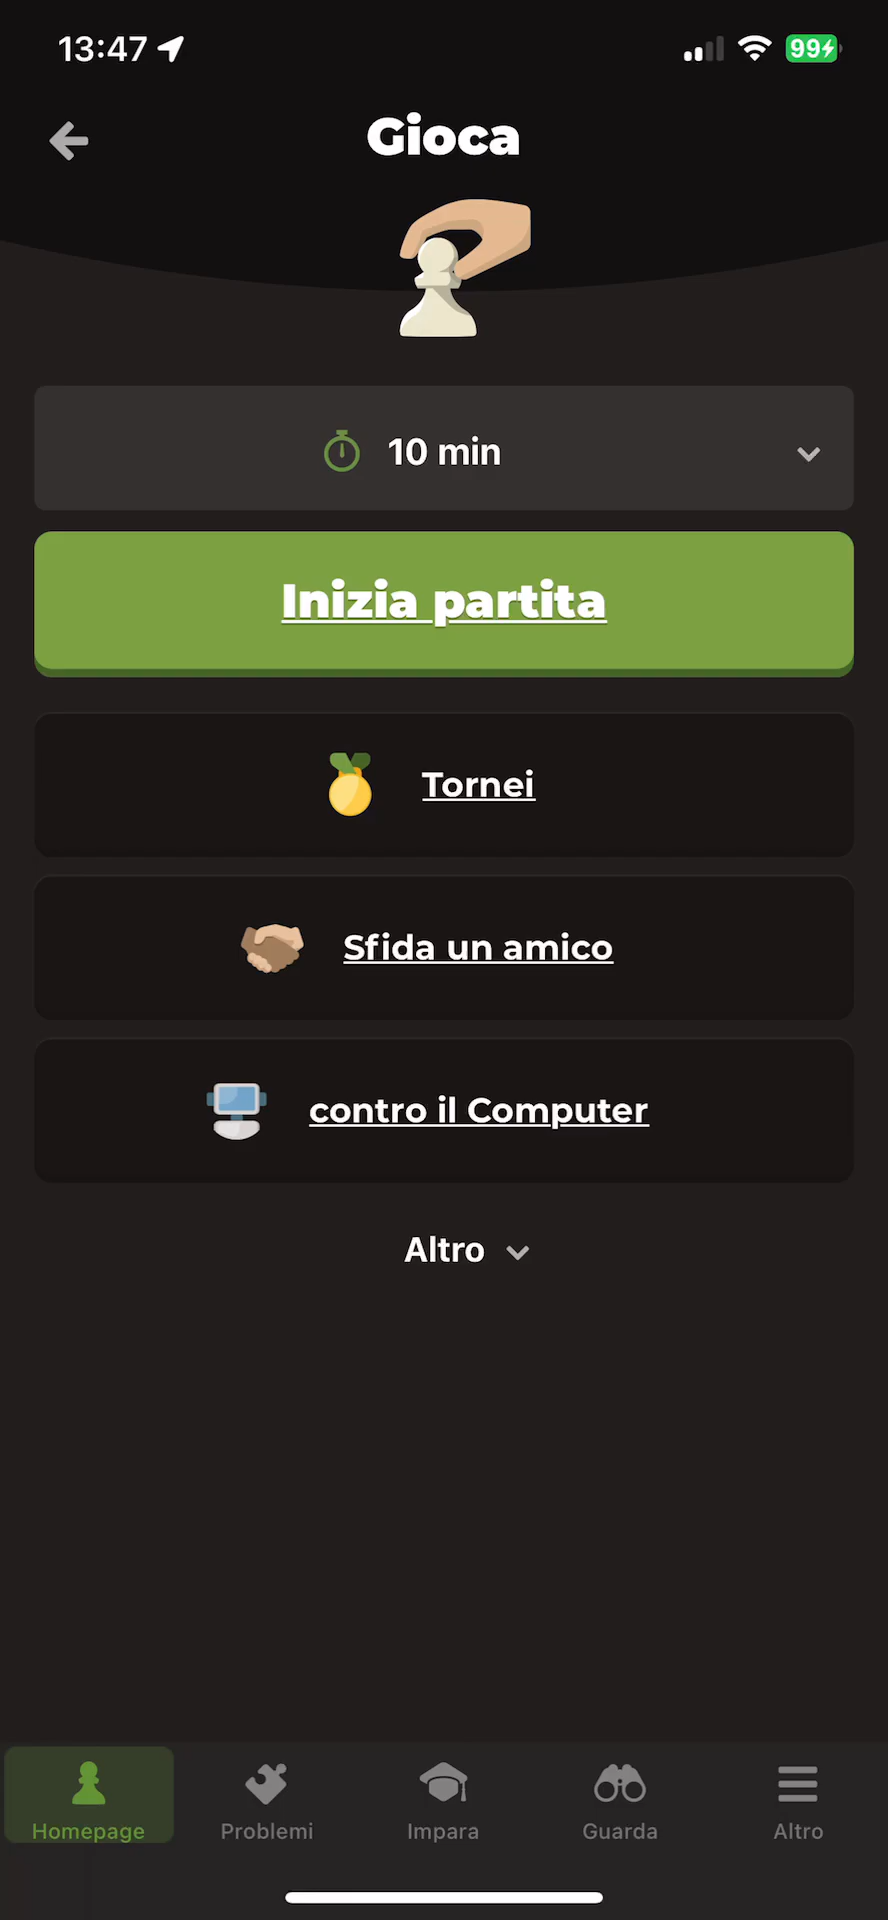 13:47
99
Gioca
10 min
Inizia partita
Tornei
Sfida un amico
contro il Computer
Altro
Homepage
Problemi
Impara
Guarda
Altro